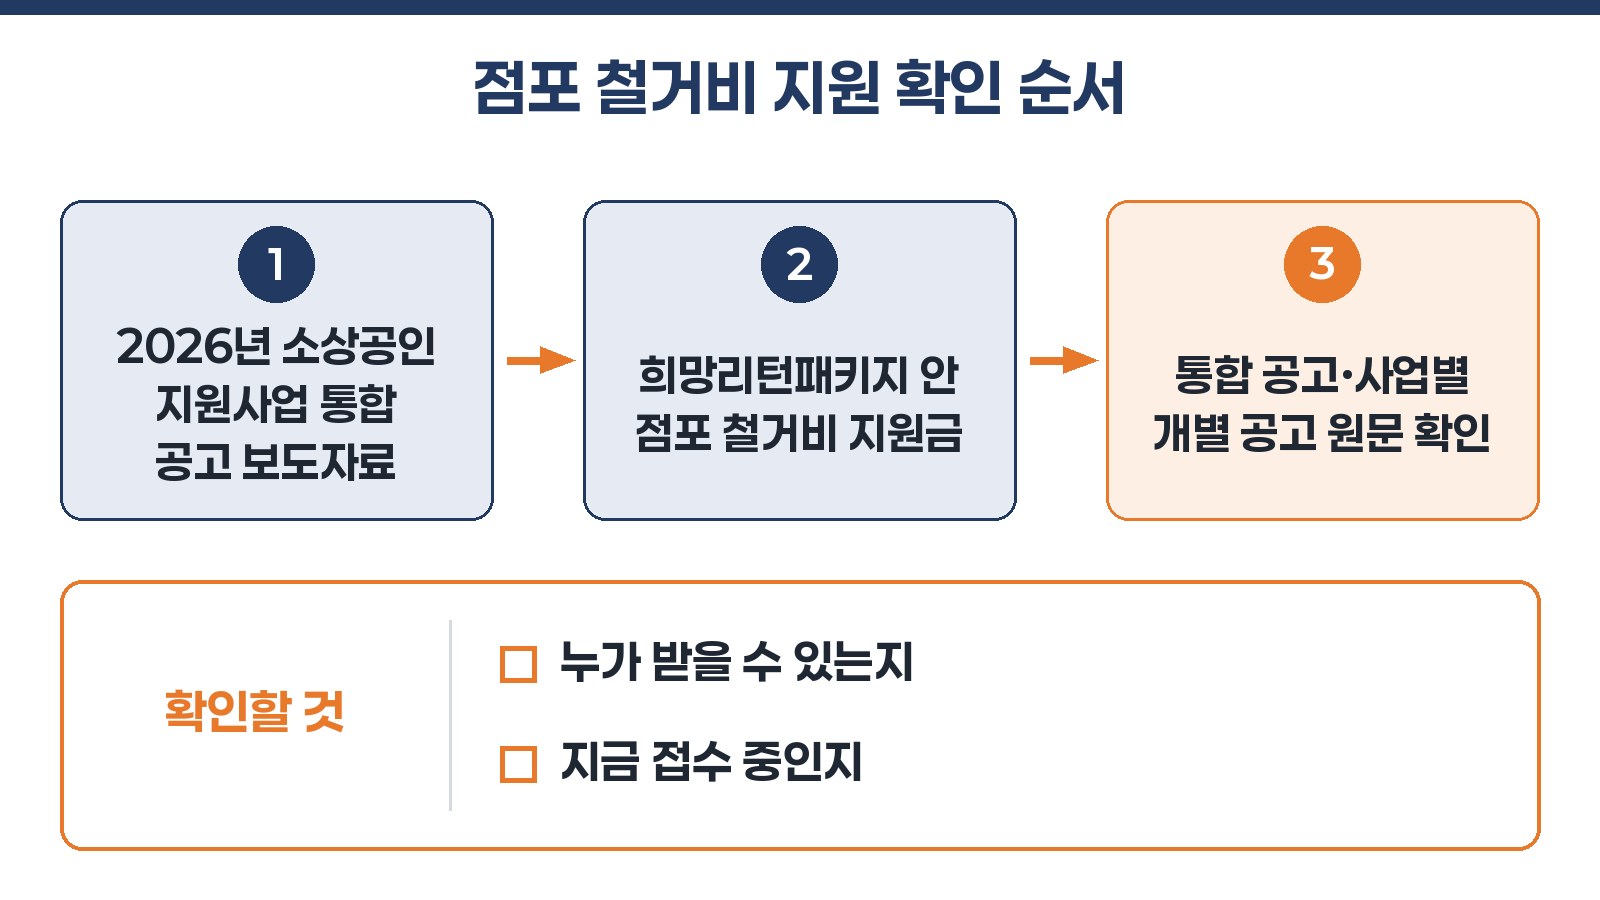 점포 철거비 지원 확인 순서
1
2026년 소상공인
지원사업 통합
공고 보도자료
2
희망리턴패키지 안
점포 철거비 지원금
3
통합 공고·사업별
개별 공고 원문 확인
확인할 것
누가 받을 수 있는지
지금 접수 중인지